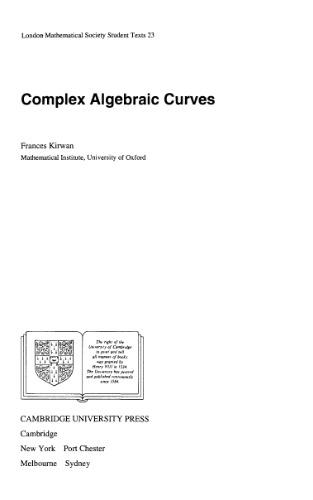 London Mathematical Society Student Texts 23
Complex Algebraic Curves
Frances Kirwan
Mathematical Institute, University of Oxford
The right of the
University of Cambridge
to print and sell
all manner of books
was granted by
Henry VIII in 1534.
The University has printed
and published continuously
since 1584.
CAMBRIDGE UNIVERSITY PRESS
Cambridge
New York Port Chester
Melbourne Sydney